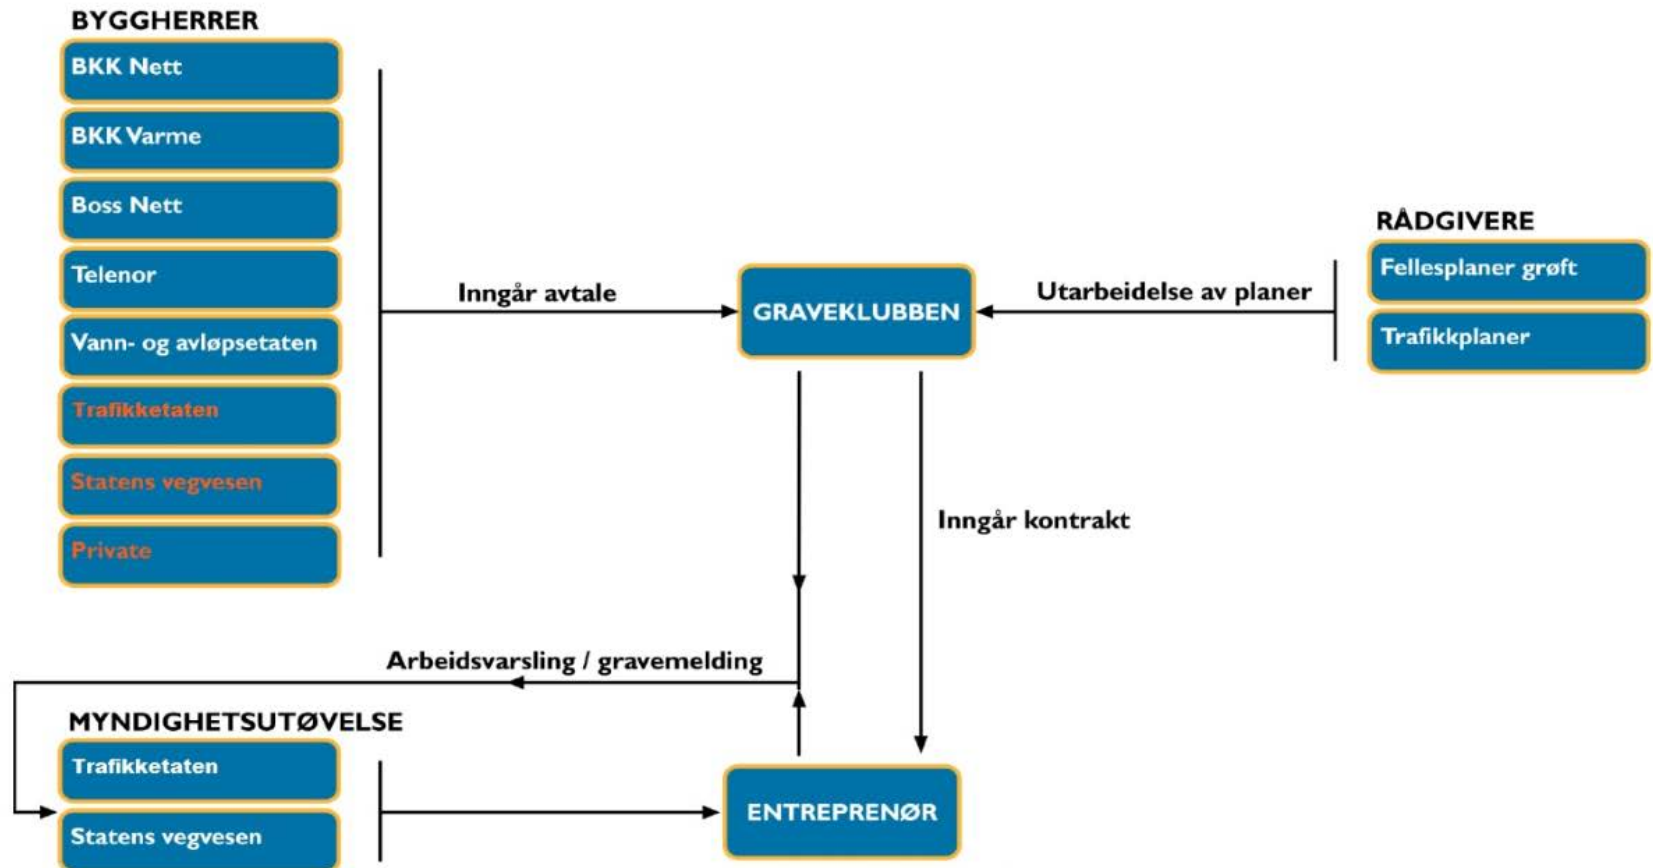 BYGGHERRER
BKK Nett
BKK Varme
Boss Nett
Telenor
Vann- og avløpsetaten
Trafikketaten
Statens vegvesen
Private
Inngår avtale
GRAVEKLUBBEN
Utarbeidelse av planer
RÅDGIVERE
Fellesplaner grøft
Trafikkplaner
Inngår kontrakt
Arbeidsvarsling / gravemelding
MYNDIGHETSUTØVELSE
Trafikketaten
Statens vegvesen
ENTREPRENØR